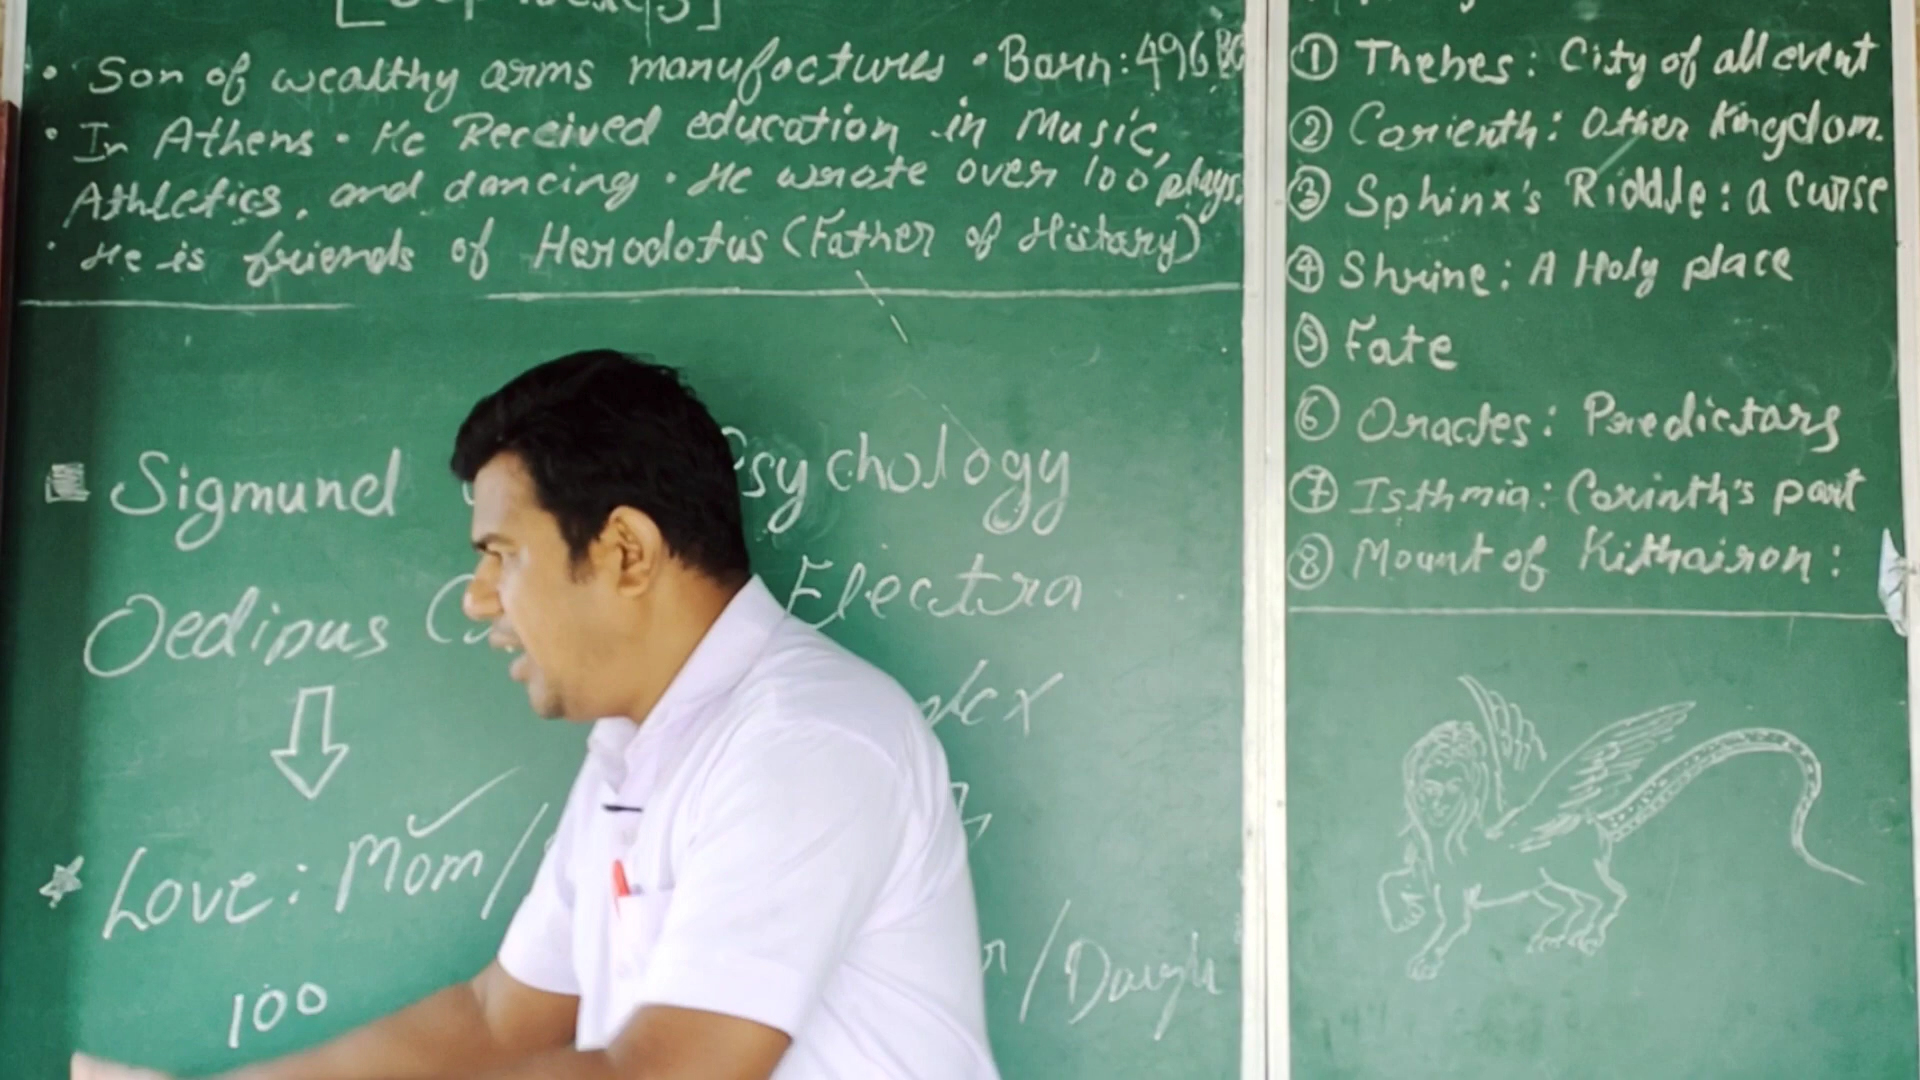 • Son of wealthy arms manufactures • Born: 496 BC
• In Athens • He Received education in Music,
Athletics, and dancing • He wrote over 100 plays.
• He is friends of Herodotus (Father of History)
Sigmund Psychology
Oedipus Electra
Love: Mom /
100
/ Daugh
① Thebes: City of all event
② Corienth: Other Kingdom.
③ Sphinx's Riddle: a curse
④ Shrine: A Holy place
⑤ Fate
⑥ Oracles: Predictors
⑦ Isthmia: Corinth's part
⑧ Mount of Kithairon: